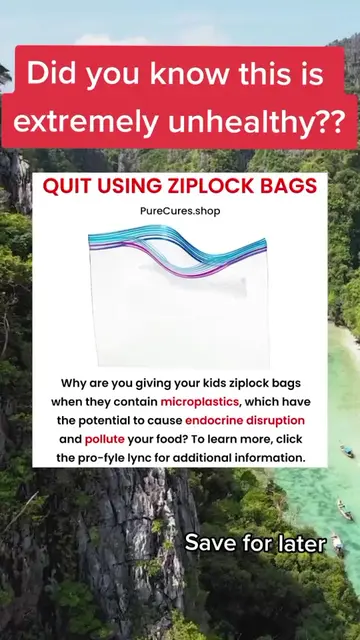 Did you know this is
extremely unhealthy??
QUIT USING ZIPLOCK BAGS
PureCures.shop
Why are you giving your kids ziplock bags
when they contain microplastics, which have
the potential to cause endocrine disruption
and pollute your food? To learn more, click
the pro-fyle lync for additional information.
Save for later